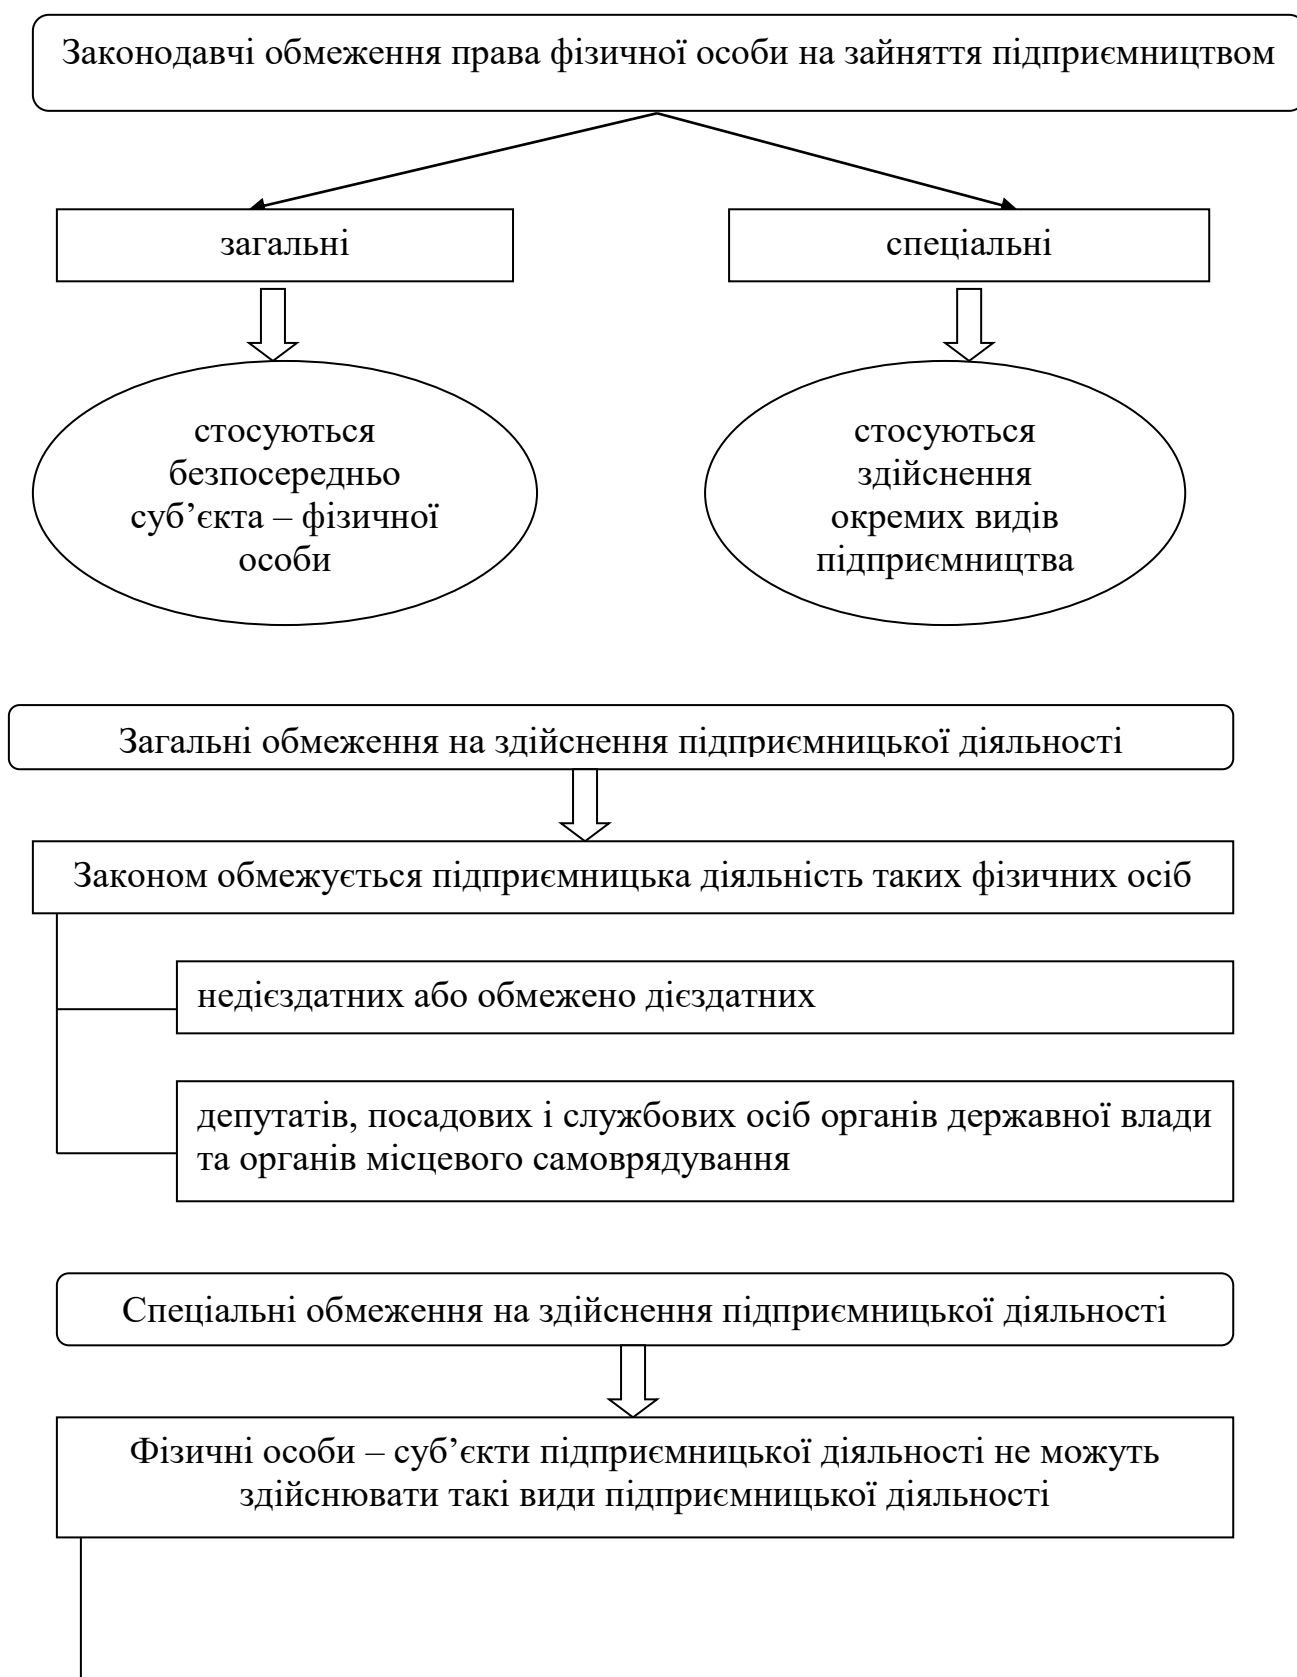 Законодавчі обмеження права фізичної особи на зайняття підприємництвом
загальні
спеціальні
стосуються
безпосередньо
суб’єкта – фізичної
особи
стосуються
здійснення
окремих видів
підприємництва
Загальні обмеження на здійснення підприємницької діяльності
Законом обмежується підприємницька діяльність таких фізичних осіб
недієздатних або обмежено дієздатних
депутатів, посадових і службових осіб органів державної влади
та органів місцевого самоврядування
Спеціальні обмеження на здійснення підприємницької діяльності
Фізичні особи – суб’єкти підприємницької діяльності не можуть
здійснювати такі види підприємницької діяльності